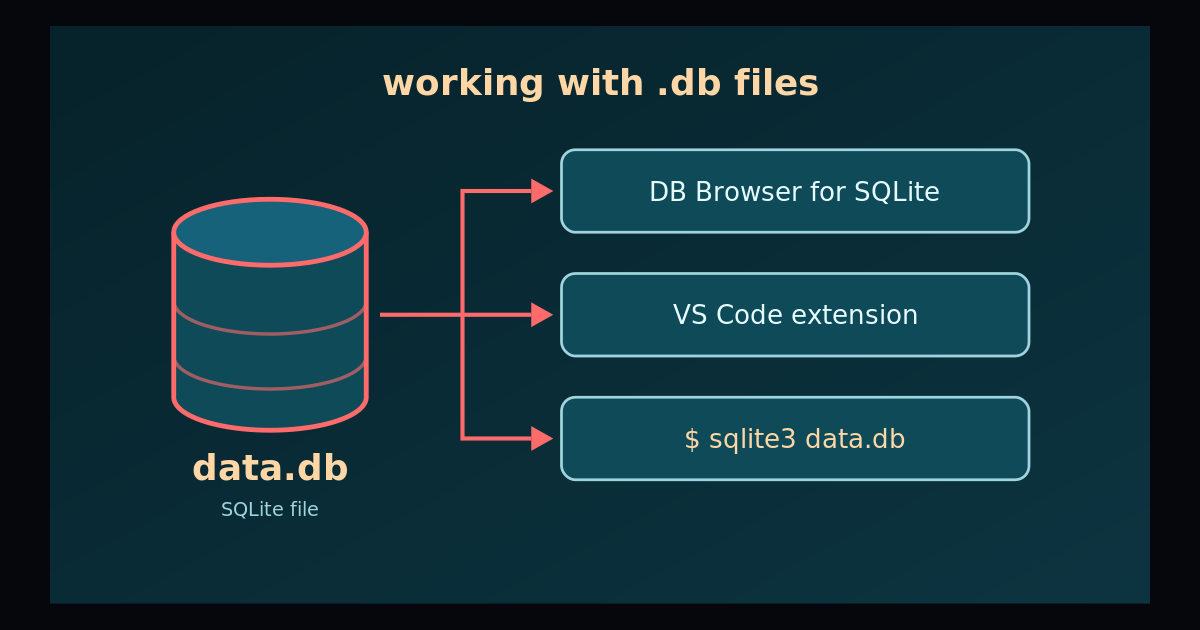 working with .db files
DB Browser for SQLite
VS Code extension
$ sqlite3 data.db
data.db
SQLite file